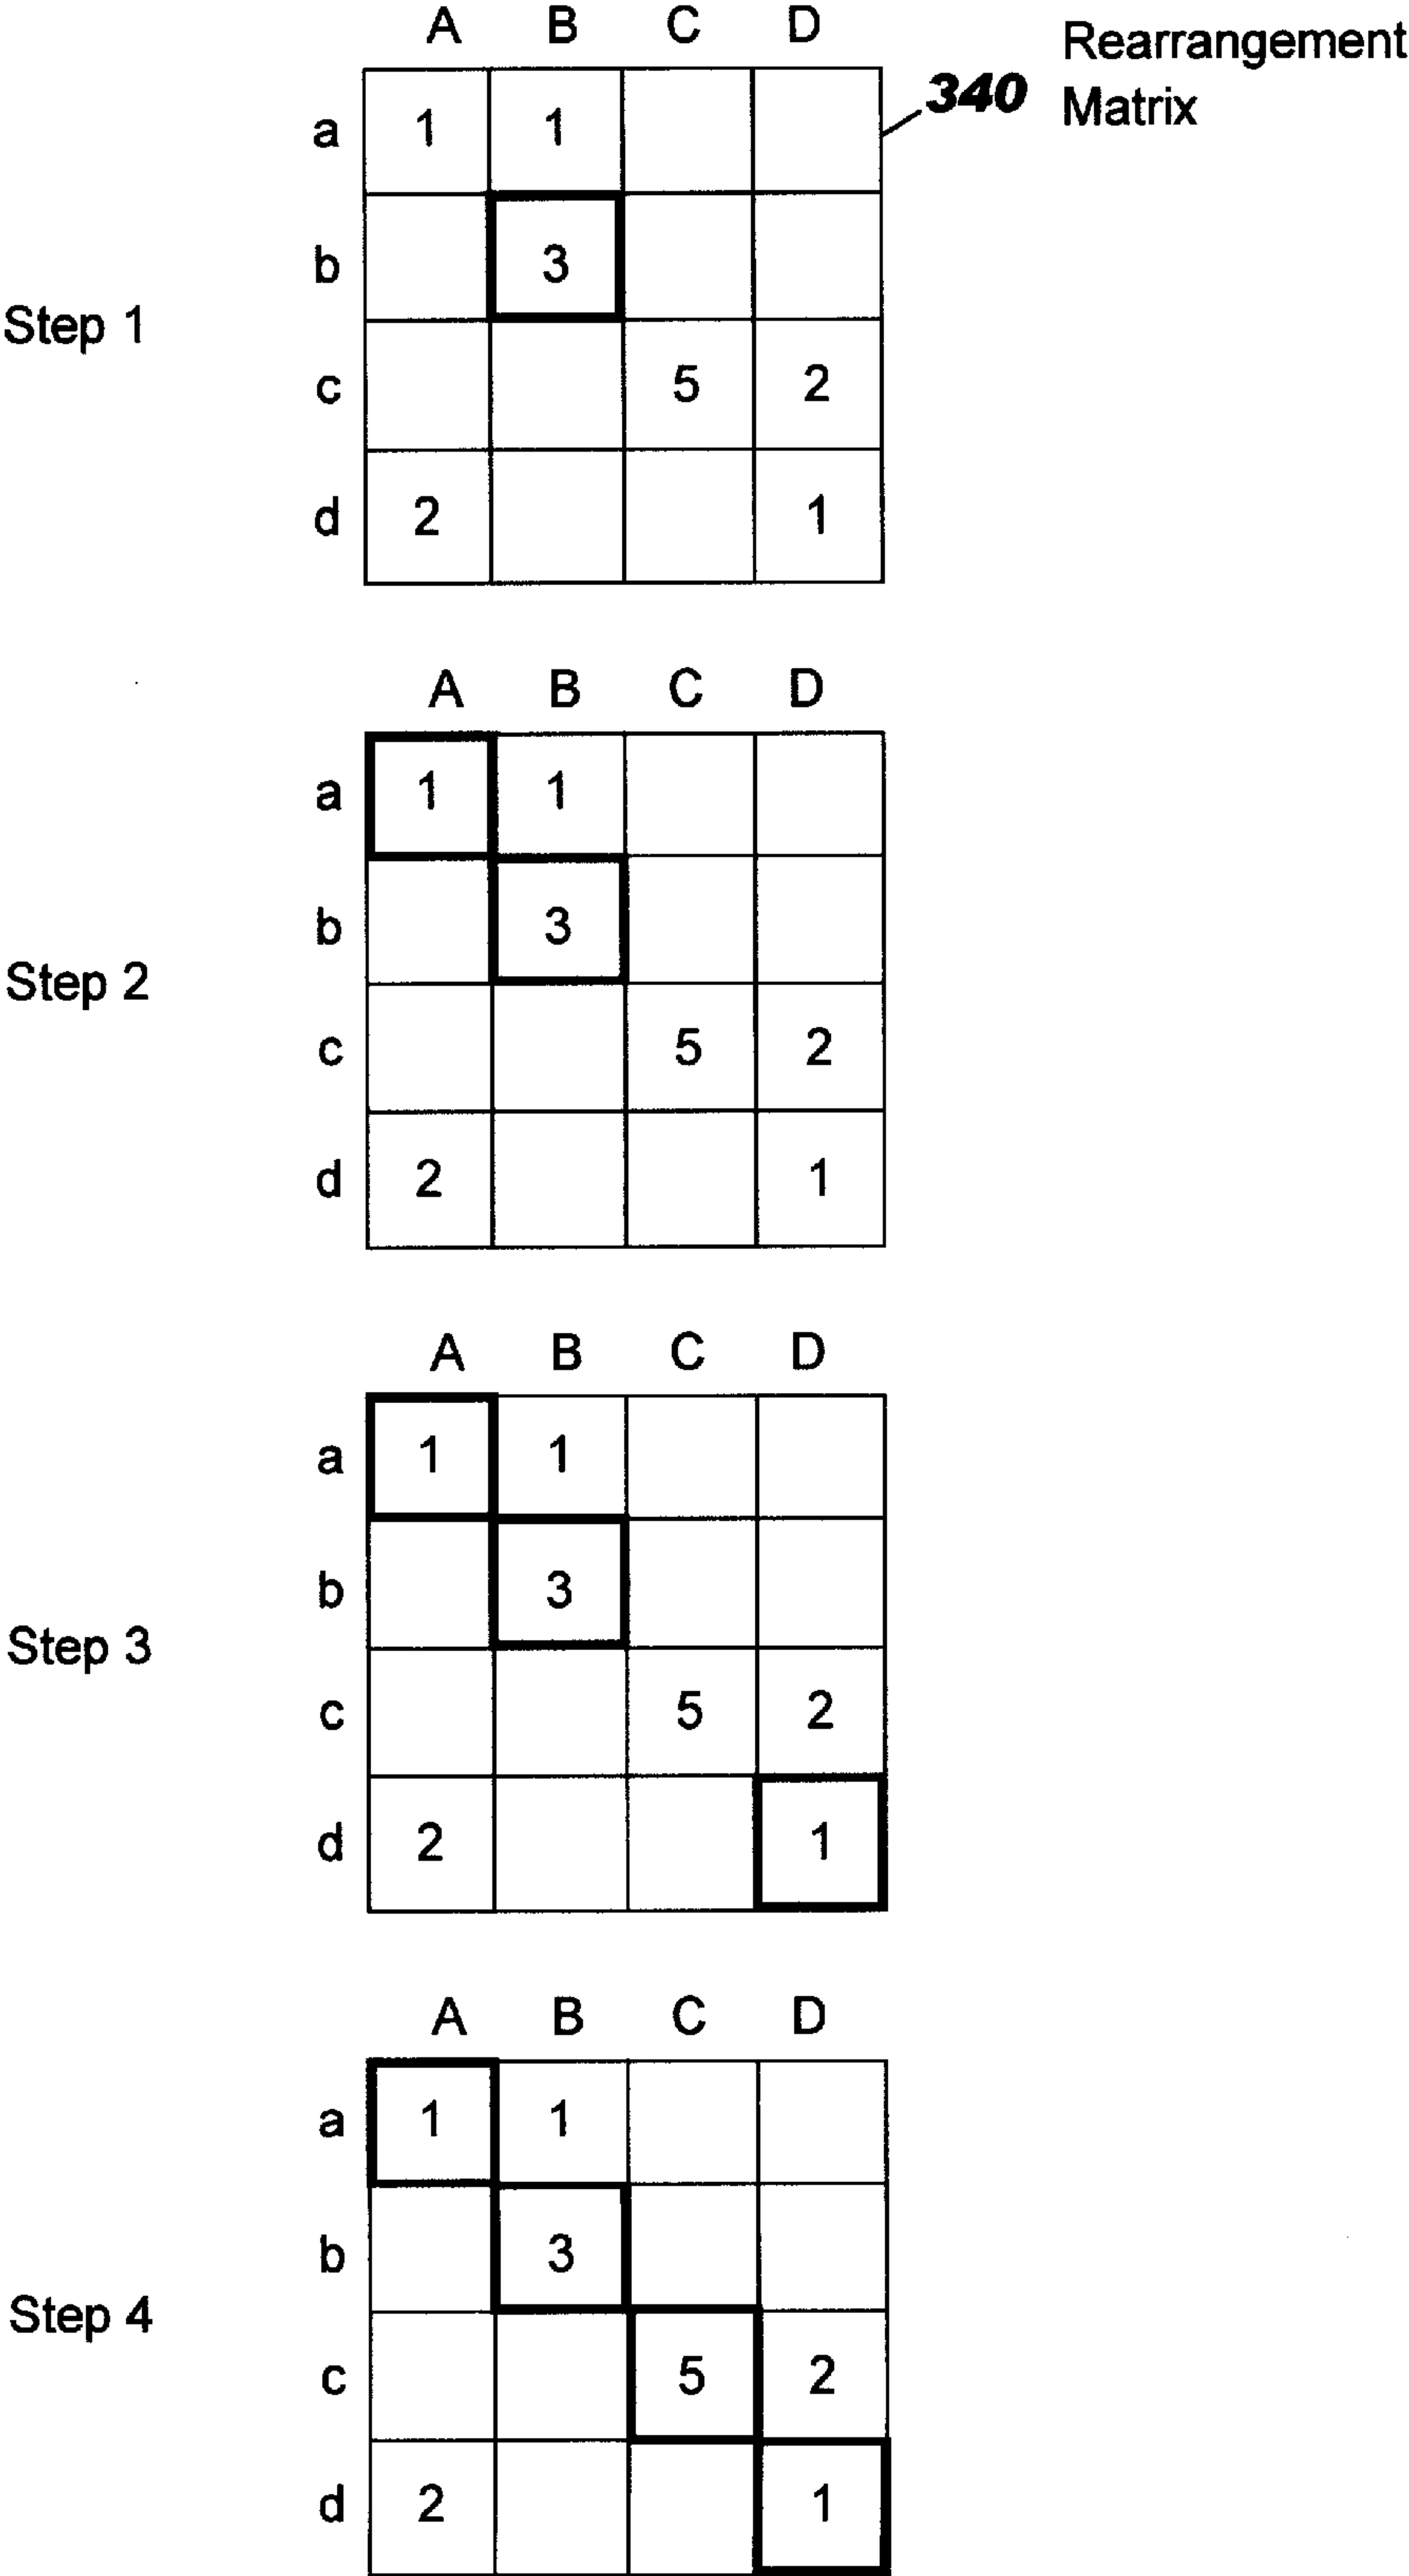 A B C D
Rearrangement
Matrix
340
a 1 1
b 3
Step 1
c 5 2
d 2 1
A B C D
a 1 1
b 3
Step 2
c 5 2
d 2 1
A B C D
a 1 1
b 3
Step 3
c 5 2
d 2 1
A B C D
a 1 1
b 3
Step 4
c 5 2
d 2 1